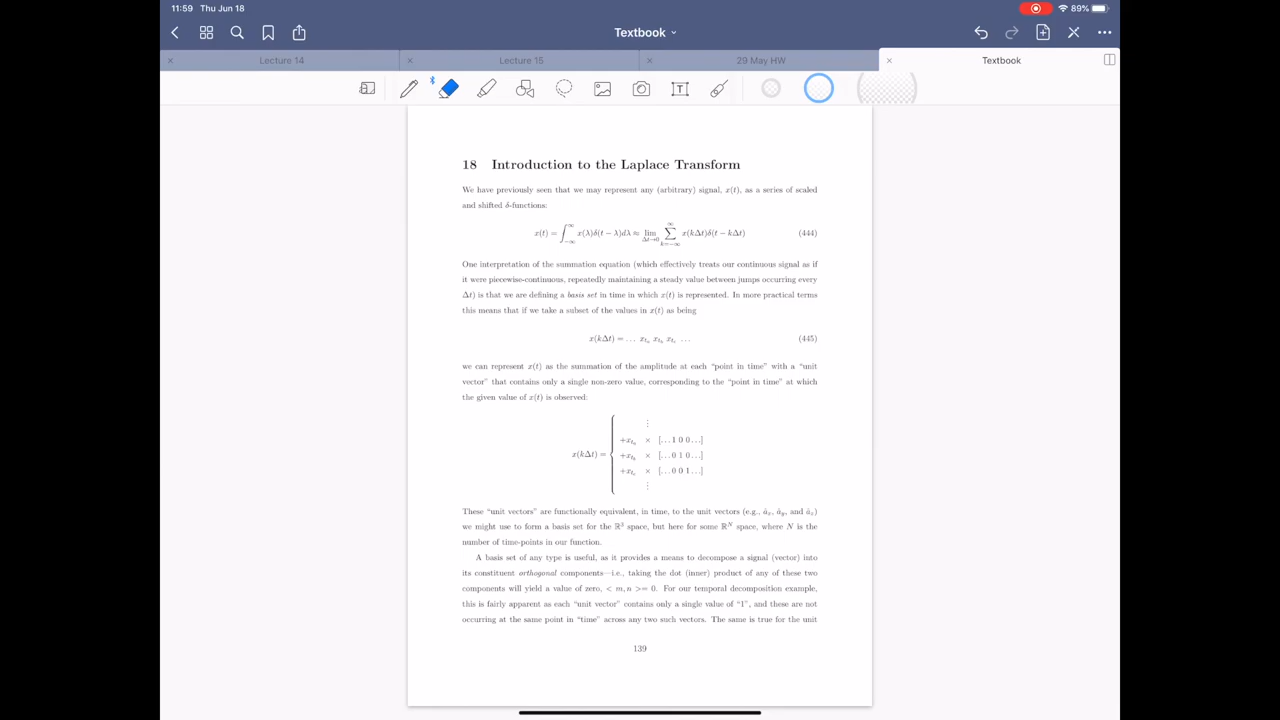 11:59 Thu Jun 18
89%
Textbook
Lecture 14
Lecture 15
29 May HW
Textbook
18 Introduction to the Laplace Transform
We have previously seen that we may represent any (arbitrary) signal, x(t), as a series of scaled
and shifted δ-functions:
x(t) = ∫_{−∞}^{∞} x(λ)δ(t − λ)dλ ≈ lim_{Δt→0} ∑_{k=−∞}^{∞} x(kΔt)δ(t − kΔt) (444)
One interpretation of the summation equation (which effectively treats our continuous signal as if
it were piecewise-continuous, repeatedly maintaining a steady value between jumps occurring every
Δt) is that we are defining a basis set in time in which x(t) is represented. In more practical terms
this means that if we take a subset of the values in x(t) as being
x(kΔt) = … x_{t_a} x_{t_b} x_{t_c} … (445)
we can represent x(t) as the summation of the amplitude at each “point in time” with a “unit
vector” that contains only a single non-zero value, corresponding to the “point in time” at which
the given value of x(t) is observed:
⋮
+x_{t_a} × [… 1 0 0 …]
x(kΔt) = { +x_{t_b} × [… 0 1 0 …]
+x_{t_c} × [… 0 0 1 …]
⋮
These “unit vectors” are functionally equivalent, in time, to the unit vectors (e.g., â_x, â_y, and â_z)
we might use to form a basis set for the ℝ³ space, but here for some ℝ^N space, where N is the
number of time-points in our function.
A basis set of any type is useful, as it provides a means to decompose a signal (vector) into
its constituent orthogonal components—i.e., taking the dot (inner) product of any of these two
components will yield a value of zero, < m, n >= 0. For our temporal decomposition example,
this is fairly apparent as each “unit vector” contains only a single value of “1”, and these are not
occurring at the same point in “time” across any two such vectors. The same is true for the unit
139